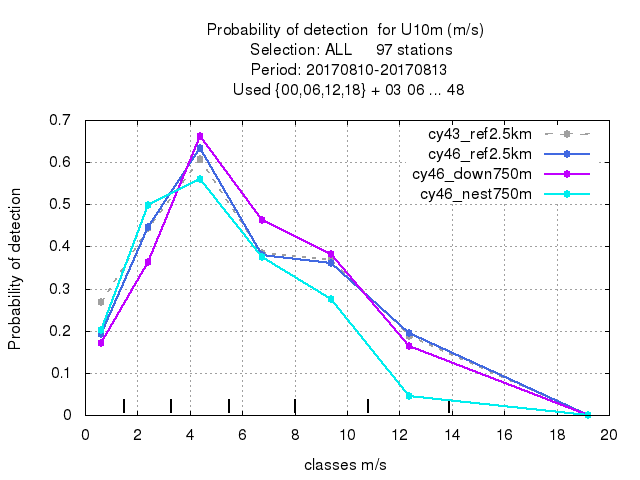 Probability of detection  for U10m (m/s)
Selection: ALL     97 stations
Period: 20170810-20170813
Used {00,06,12,18} + 03 06 ... 48
cy43_ref2.5km
cy46_ref2.5km
cy46_down750m
cy46_nest750m
Probability of detection
0.7
0.6
0.5
0.4
0.3
0.2
0.1
0
0 2 4 6 8 10 12 14 16 18 20
classes m/s